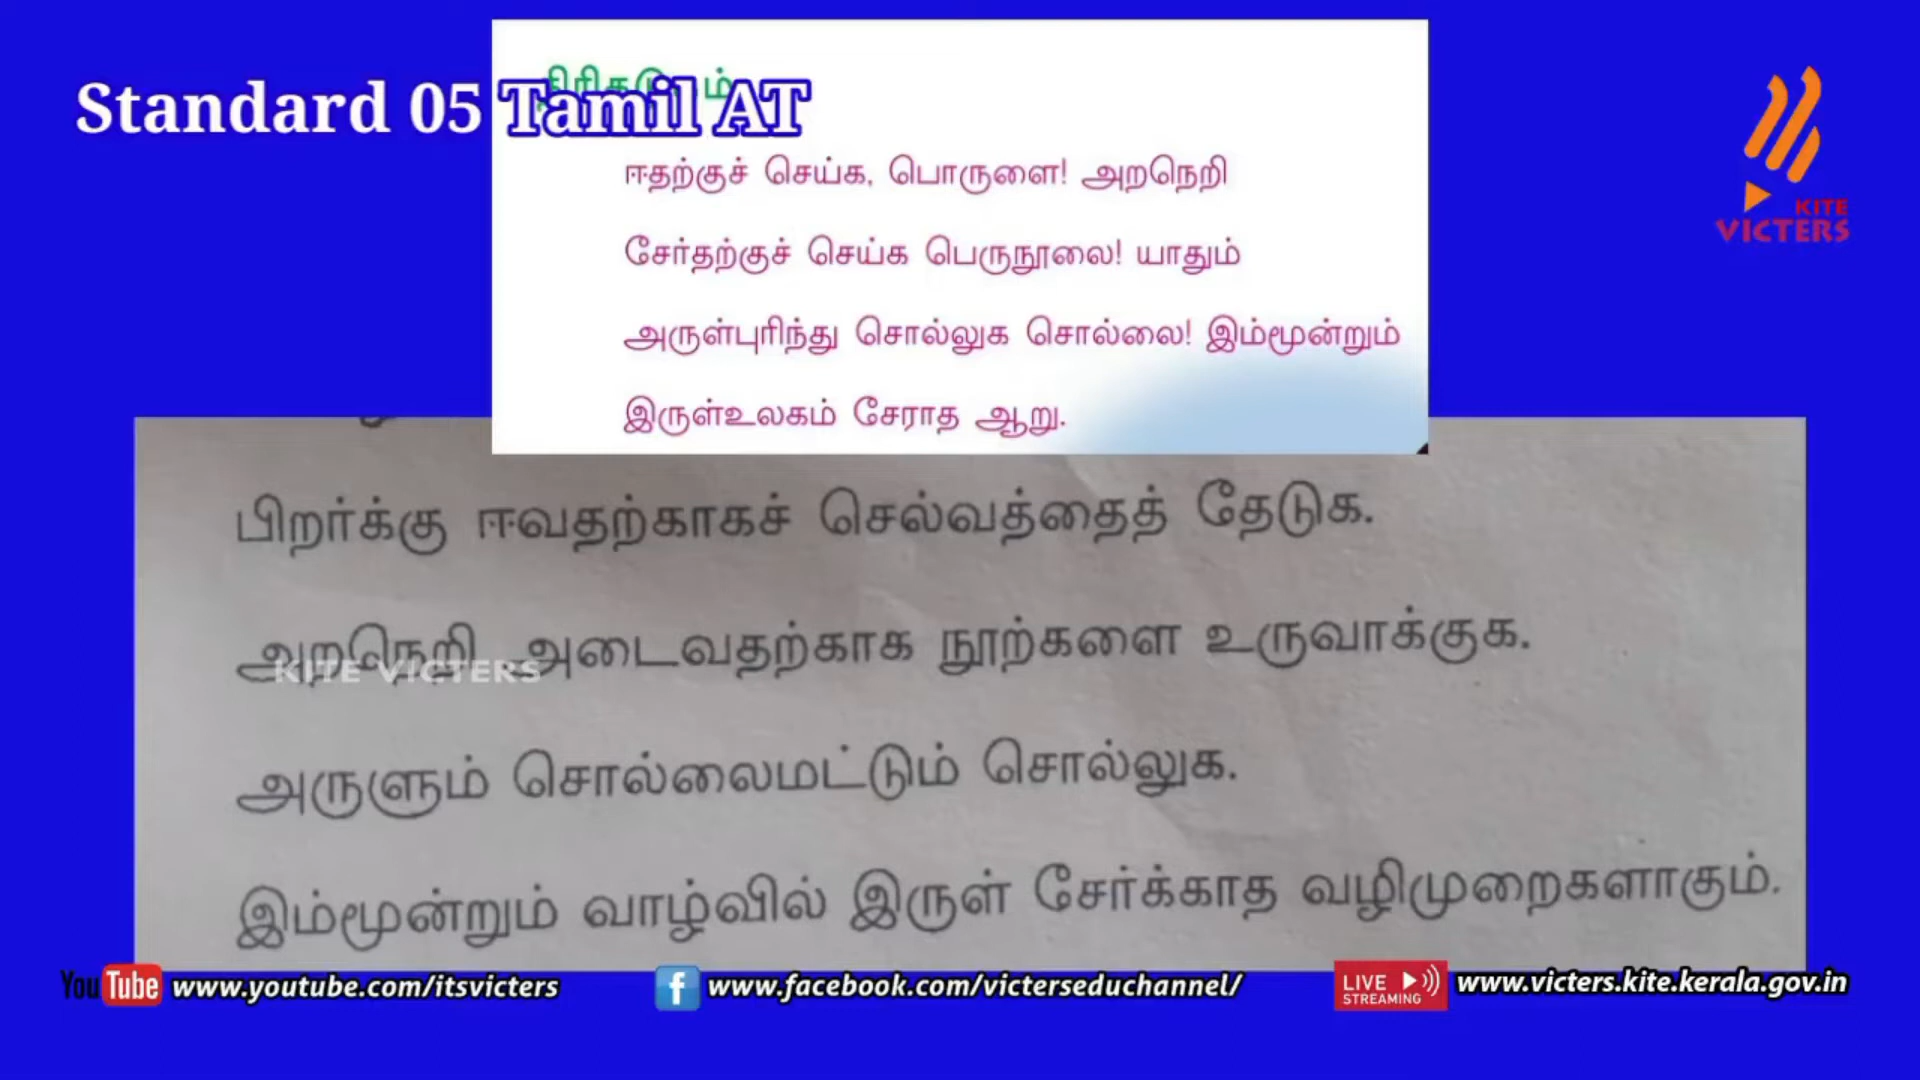 Standard 05 Tamil AT
ஈதற்குச் செய்க, பொருளை! அறநெறி
சேர்தற்குச் செய்க பெருநூலை! யாதும்
அருள்புரிந்து சொல்லுக சொல்லை! இம்மூன்றும்
இருள்உலகம் சேராத ஆறு.
KITE
VICTERS
பிறர்க்கு ஈவதற்காகச் செல்வத்தைத் தேடுக.
அறநெறி அடைவதற்காக நூற்களை உருவாக்குக.
KITE VICTERS
அருளும் சொல்லைமட்டும் சொல்லுக.
இம்மூன்றும் வாழ்வில் இருள் சேர்க்காத வழிமுறைகளாகும்.
YouTube www.youtube.com/itsvicters
f www.facebook.com/victerseduchannel/
LIVE STREAMING www.victers.kite.kerala.gov.in